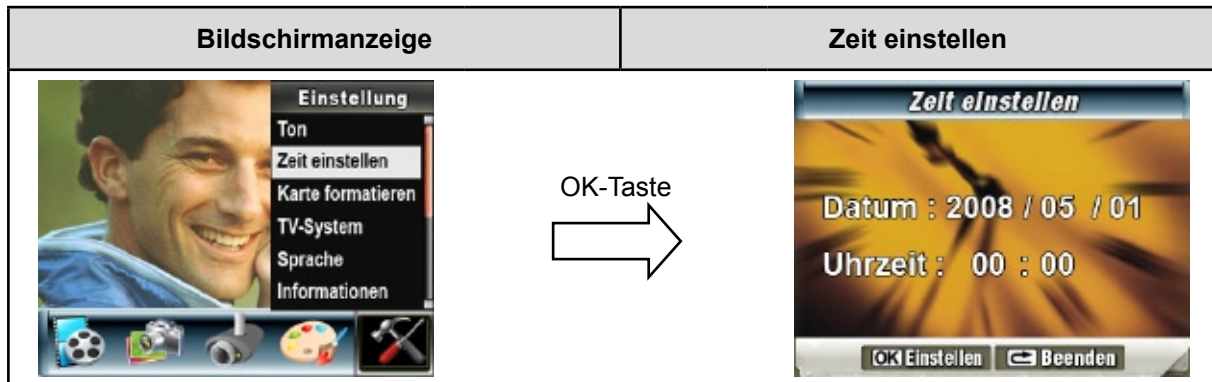 Bildschirmanzeige
Zeit einstellen
Einstellung
Ton
Zeit einstellen
Karte formatieren
TV-System
Sprache
Informationen
OK-Taste
Zeit einstellen
Datum : 2008 / 05 / 01
Uhrzeit : 00 : 00
OK Einstellen Beenden